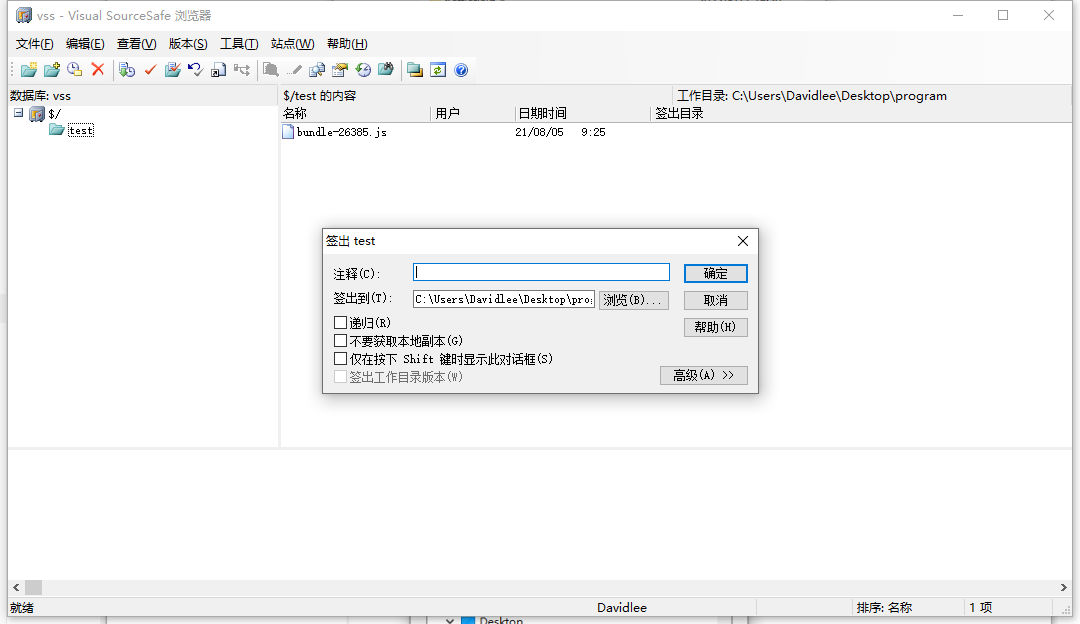 vss - Visual SourceSafe 浏览器
文件(F) 编辑(E) 查看(V) 版本(S) 工具(T) 站点(W) 帮助(H)
数据库: vss
$/test 的内容
工作目录: C:\Users\Davidlee\Desktop\program
$/
test
名称 用户 日期时间 签出目录
bundle-26385.js 21/08/05 9:25
签出 test
注释(C):
确定
签出到(T): C:\Users\Davidlee\Desktop\pro 浏览(B)...
取消
递归(R)
帮助(H)
不要获取本地副本(G)
仅在按下 Shift 键时显示此对话框(S)
签出工作目录版本(W)
高级(A) >>
就绪 Davidlee 排序: 名称 1 项
Desktop